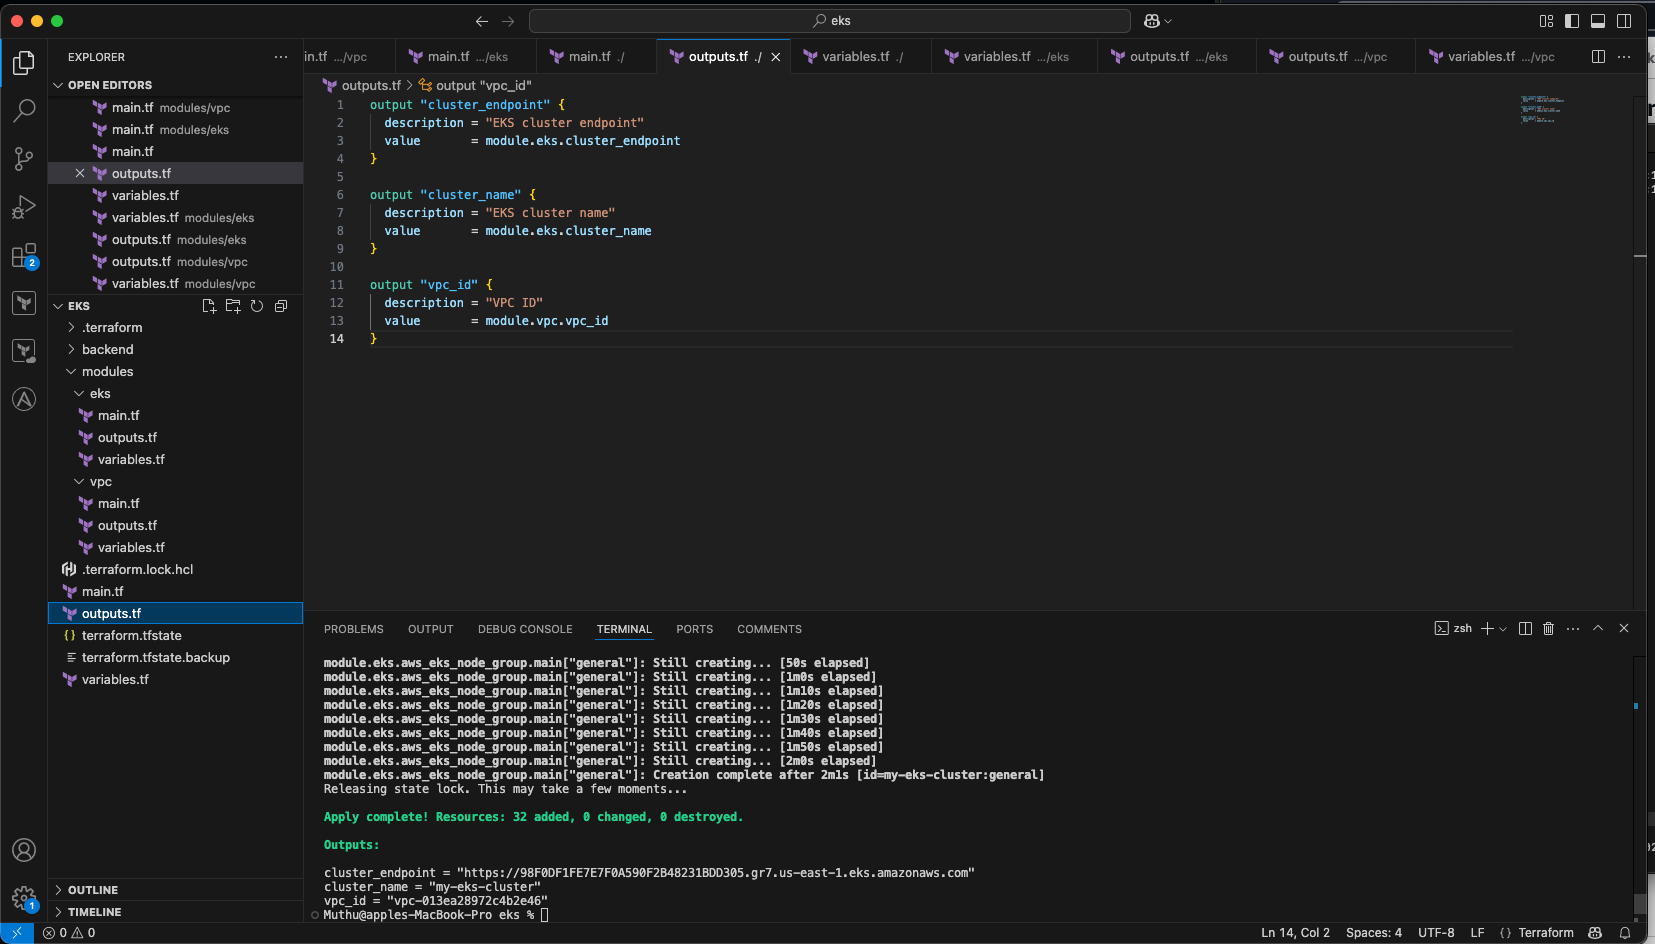 eks
EXPLORER
OPEN EDITORS
main.tf modules/vpc
main.tf modules/eks
main.tf
outputs.tf
variables.tf
variables.tf modules/eks
outputs.tf modules/eks
outputs.tf modules/vpc
variables.tf modules/vpc
EKS
.terraform
backend
modules
eks
main.tf
outputs.tf
variables.tf
vpc
main.tf
outputs.tf
variables.tf
.terraform.lock.hcl
main.tf
outputs.tf
{} terraform.tfstate
terraform.tfstate.backup
variables.tf
OUTLINE
TIMELINE
2
1
in.tf .../vpc
main.tf .../eks
main.tf ./
outputs.tf ./
variables.tf ./
variables.tf .../eks
outputs.tf .../eks
outputs.tf .../vpc
variables.tf .../vpc
outputs.tf > output "vpc_id"
1 output "cluster_endpoint" {
2 description = "EKS cluster endpoint"
3 value = module.eks.cluster_endpoint
4 }
5
6 output "cluster_name" {
7 description = "EKS cluster name"
8 value = module.eks.cluster_name
9 }
10
11 output "vpc_id" {
12 description = "VPC ID"
13 value = module.vpc.vpc_id
14 }
PROBLEMS OUTPUT DEBUG CONSOLE TERMINAL PORTS COMMENTS
zsh
module.eks.aws_eks_node_group.main["general"]: Still creating... [50s elapsed]
module.eks.aws_eks_node_group.main["general"]: Still creating... [1m0s elapsed]
module.eks.aws_eks_node_group.main["general"]: Still creating... [1m10s elapsed]
module.eks.aws_eks_node_group.main["general"]: Still creating... [1m20s elapsed]
module.eks.aws_eks_node_group.main["general"]: Still creating... [1m30s elapsed]
module.eks.aws_eks_node_group.main["general"]: Still creating... [1m40s elapsed]
module.eks.aws_eks_node_group.main["general"]: Still creating... [1m50s elapsed]
module.eks.aws_eks_node_group.main["general"]: Still creating... [2m0s elapsed]
module.eks.aws_eks_node_group.main["general"]: Creation complete after 2m1s [id=my-eks-cluster:general]
Releasing state lock. This may take a few moments...
Apply complete! Resources: 32 added, 0 changed, 0 destroyed.
Outputs:
cluster_endpoint = "https://98F0DF1FE7E7F0A590F2B48231BDD305.gr7.us-east-1.eks.amazonaws.com"
cluster_name = "my-eks-cluster"
vpc_id = "vpc-013ea28972c4b2e46"
Muthu@apples-MacBook-Pro eks %
0 0
Ln 14, Col 2 Spaces: 4 UTF-8 LF {} Terraform